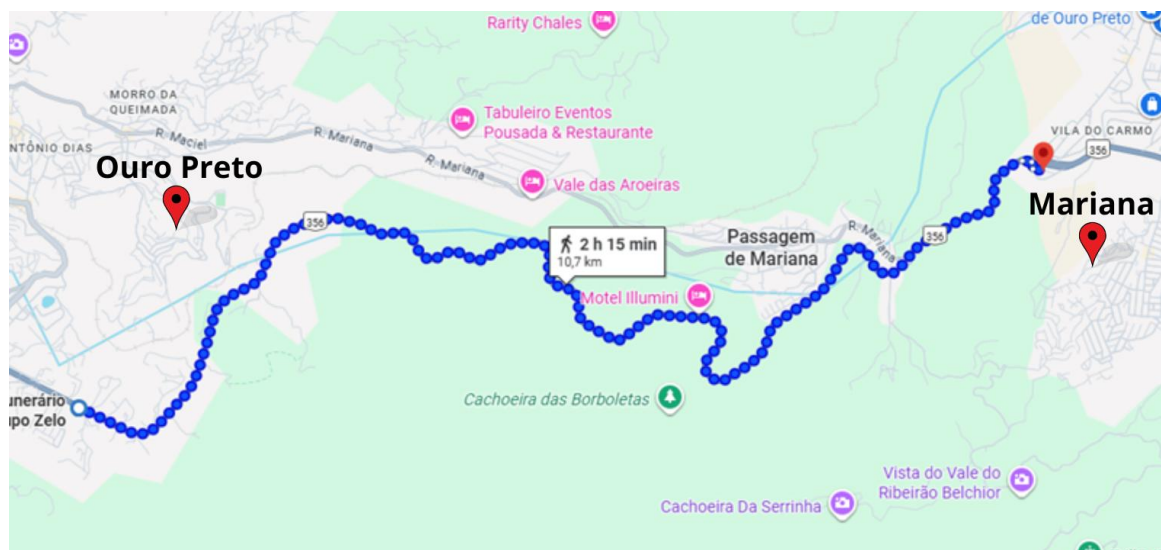 Rarity Chales
de Ouro Preto
MORRO DA
QUEIMADA
Tabuleiro Eventos
Pousada & Restaurante
R. Maciel
R. Mariana
R. Mariana
NTÔNIO DIAS
VILA DO CARMO
356
Ouro Preto
Vale das Aroeiras
Mariana
356
356
2 h 15 min
10,7 km
Passagem
de Mariana
R. Mariana
Motel Illumini
unerário
upo Zelo
Cachoeira das Borboletas
Vista do Vale do
Ribeirão Belchior
Cachoeira Da Serrinha